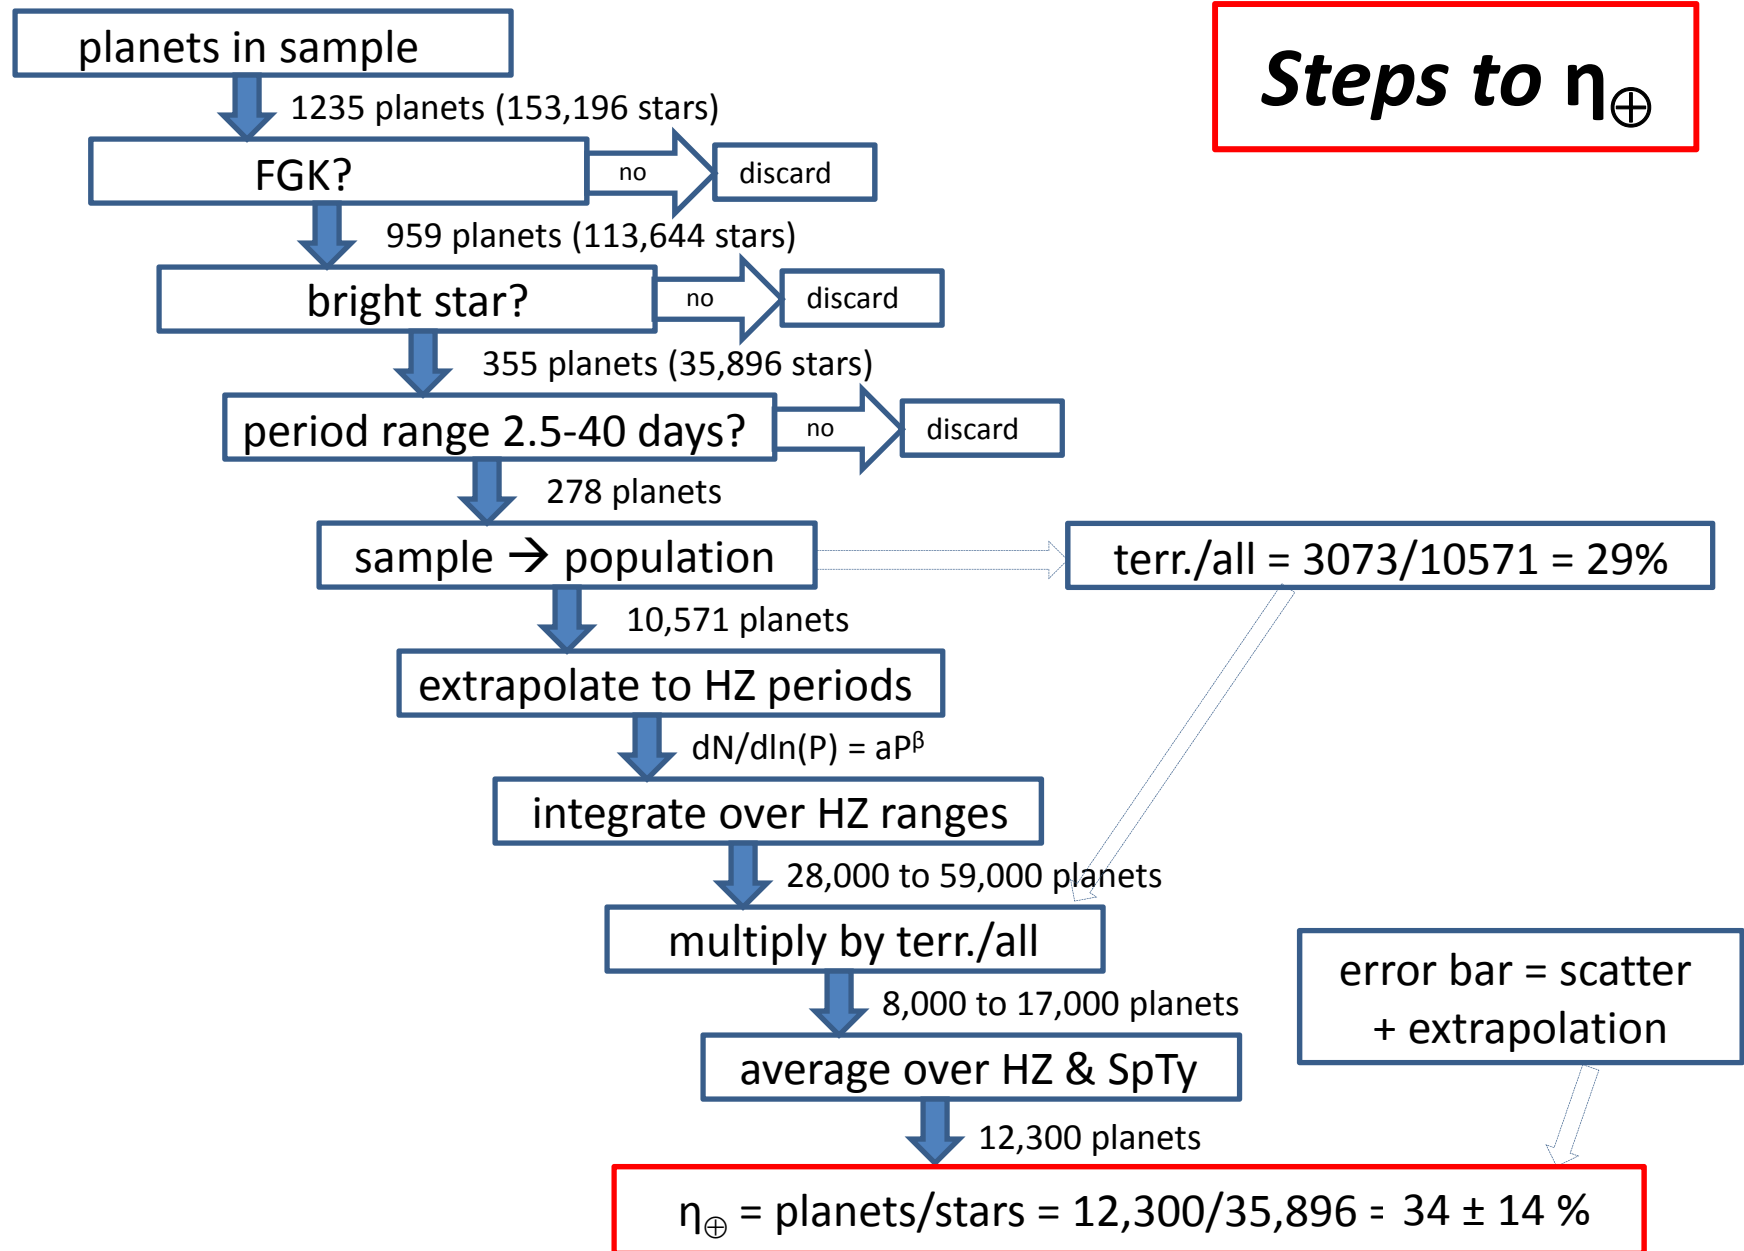 planets in sample
Steps to η⊕
1235 planets (153,196 stars)
FGK?
no
discard
959 planets (113,644 stars)
bright star?
no
discard
355 planets (35,896 stars)
period range 2.5-40 days?
no
discard
278 planets
sample → population
terr./all = 3073/10571 = 29%
10,571 planets
extrapolate to HZ periods
dN/dln(P) = aPᵝ
integrate over HZ ranges
28,000 to 59,000 planets
multiply by terr./all
8,000 to 17,000 planets
error bar = scatter
+ extrapolation
average over HZ & SpTy
12,300 planets
η⊕ = planets/stars = 12,300/35,896 = 34 ± 14 %